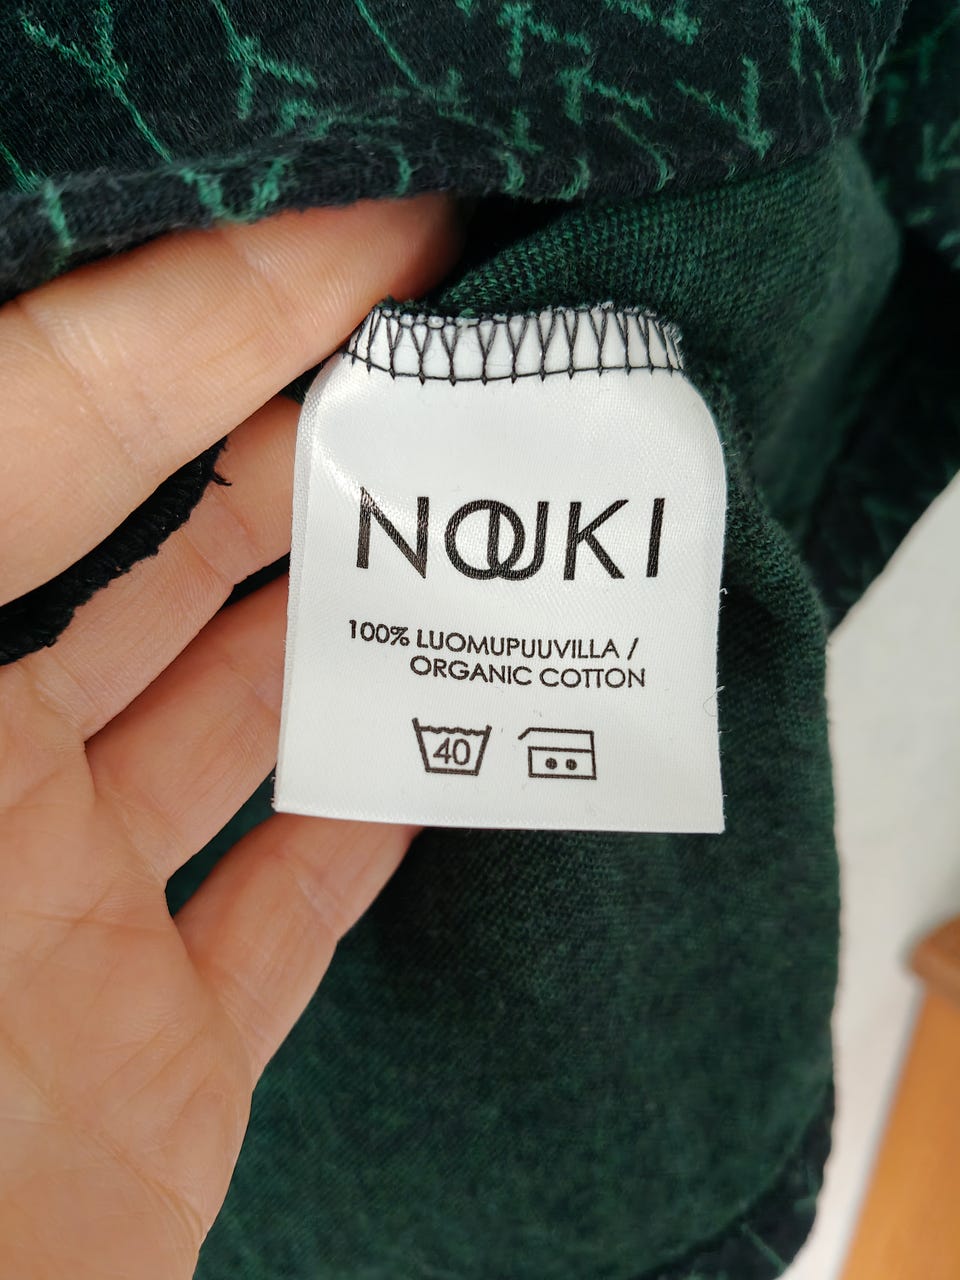 NOUKI
100% LUOMUPUUVILLA /
ORGANIC COTTON
40